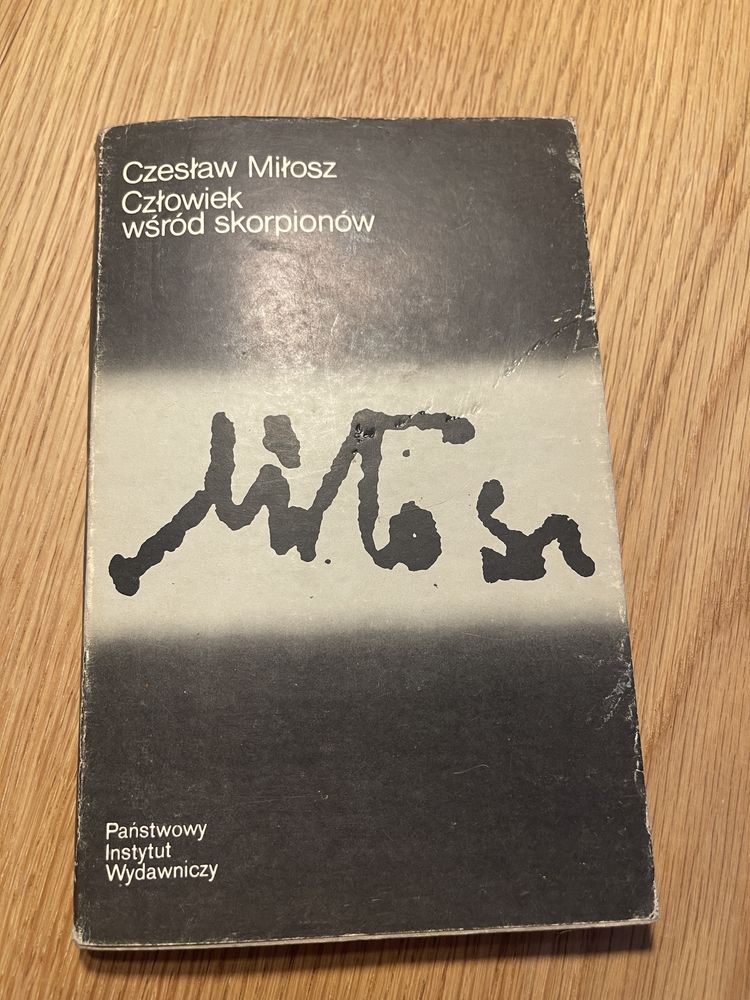 Czesław Miłosz
Człowiek
wśród skorpionów
Miłosz
Państwowy
Instytut
Wydawniczy